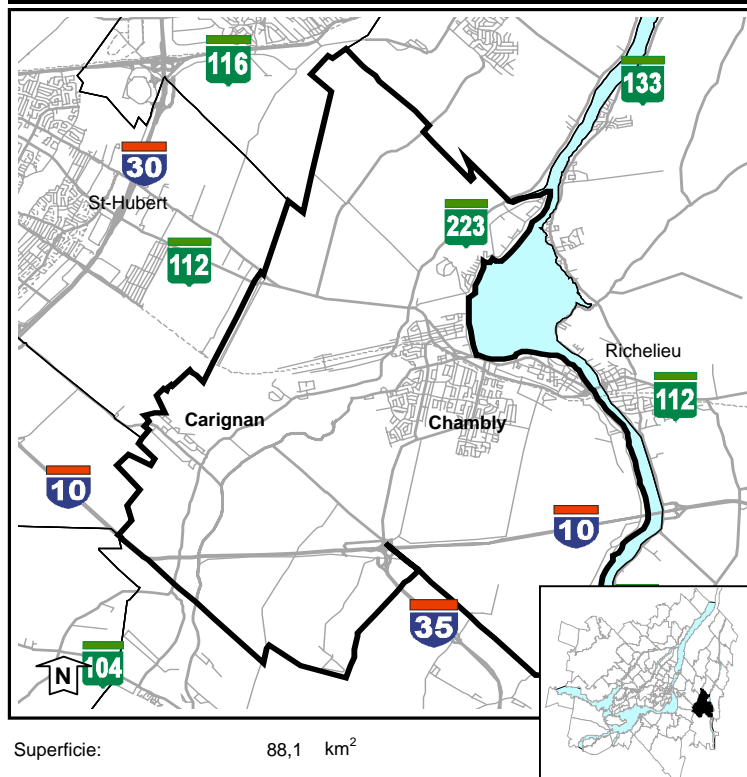 116
133
30
St-Hubert
223
112
Richelieu
112
Carignan
Chambly
10
10
35
104
N
Superficie: 88,1 km²